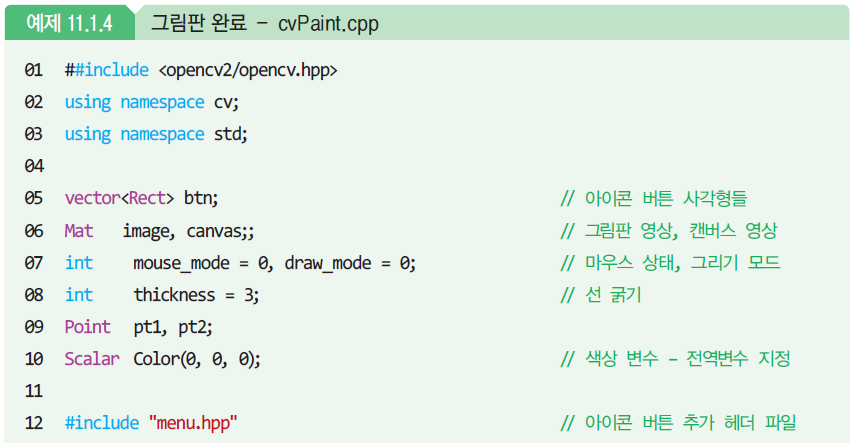 예제 11.1.4 그림판 완료 - cvPaint.cpp
01 ##include <opencv2/opencv.hpp>
02 using namespace cv;
03 using namespace std;
04
05 vector<Rect> btn; // 아이콘 버튼 사각형들
06 Mat image, canvas;; // 그림판 영상, 캔버스 영상
07 int mouse_mode = 0, draw_mode = 0; // 마우스 상태, 그리기 모드
08 int thickness = 3; // 선 굵기
09 Point pt1, pt2;
10 Scalar Color(0, 0, 0); // 색상 변수 – 전역변수 지정
11
12 #include "menu.hpp" // 아이콘 버튼 추가 헤더 파일